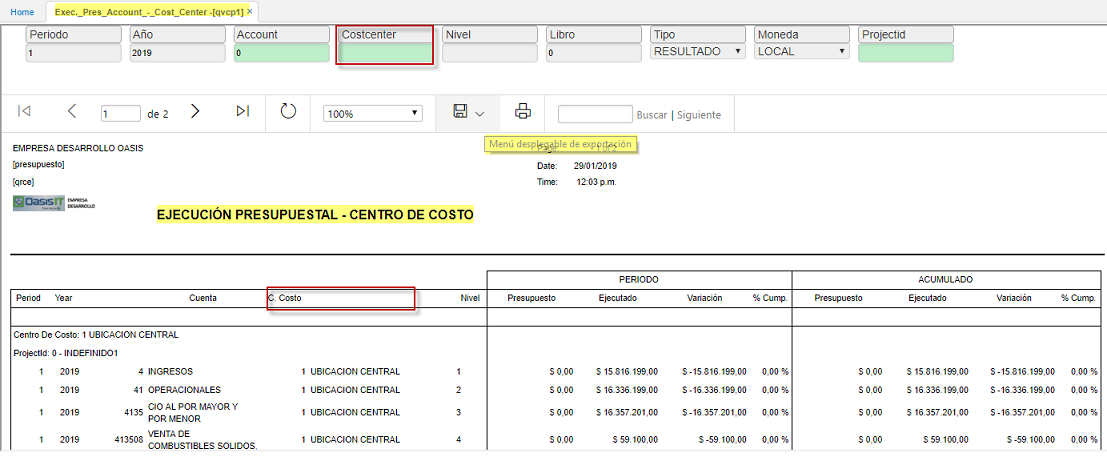 Home Exec._Pres_Account_-_Cost_Center -[qvcp1] ×
Periodo Año Account Costcenter Nivel Libro Tipo Moneda Projectid
1 2019 0 0 RESULTADO LOCAL
1 de 2 100% Buscar | Siguiente
Menú desplegable de exportación
EMPRESA DESARROLLO OASIS
[presupuesto] Date: 29/01/2019
[qrce] Time: 12:03 p.m.
OasisIT EMPRESA
DESARROLLO
EJECUCIÓN PRESUPUESTAL - CENTRO DE COSTO
PERIODO ACUMULADO
Period Year Cuenta C. Costo Nivel Presupuesto Ejecutado Variación % Cump. Presupuesto Ejecutado Variación % Cump.
Centro De Costo: 1 UBICACION CENTRAL
ProjectId: 0 - INDEFINIDO1
1 2019 4 INGRESOS 1 UBICACION CENTRAL 1 $ 0,00 $ 15.816.199,00 $ -15.816.199,00 0,00 % $ 0,00 $ 15.816.199,00 $ -15.816.199,00 0,00 %
1 2019 41 OPERACIONALES 1 UBICACION CENTRAL 2 $ 0,00 $ 16.336.199,00 $ -16.336.199,00 0,00 % $ 0,00 $ 16.336.199,00 $ -16.336.199,00 0,00 %
1 2019 4135 CIO AL POR MAYOR Y
POR MENOR 1 UBICACION CENTRAL 3 $ 0,00 $ 16.357.201,00 $ -16.357.201,00 0,00 % $ 0,00 $ 16.357.201,00 $ -16.357.201,00 0,00 %
1 2019 413508 VENTA DE
COMBUSTIBLES SOLIDOS, 1 UBICACION CENTRAL 4 $ 0,00 $ 59.100,00 $ -59.100,00 0,00 % $ 0,00 $ 59.100,00 $ -59.100,00 0,00 %